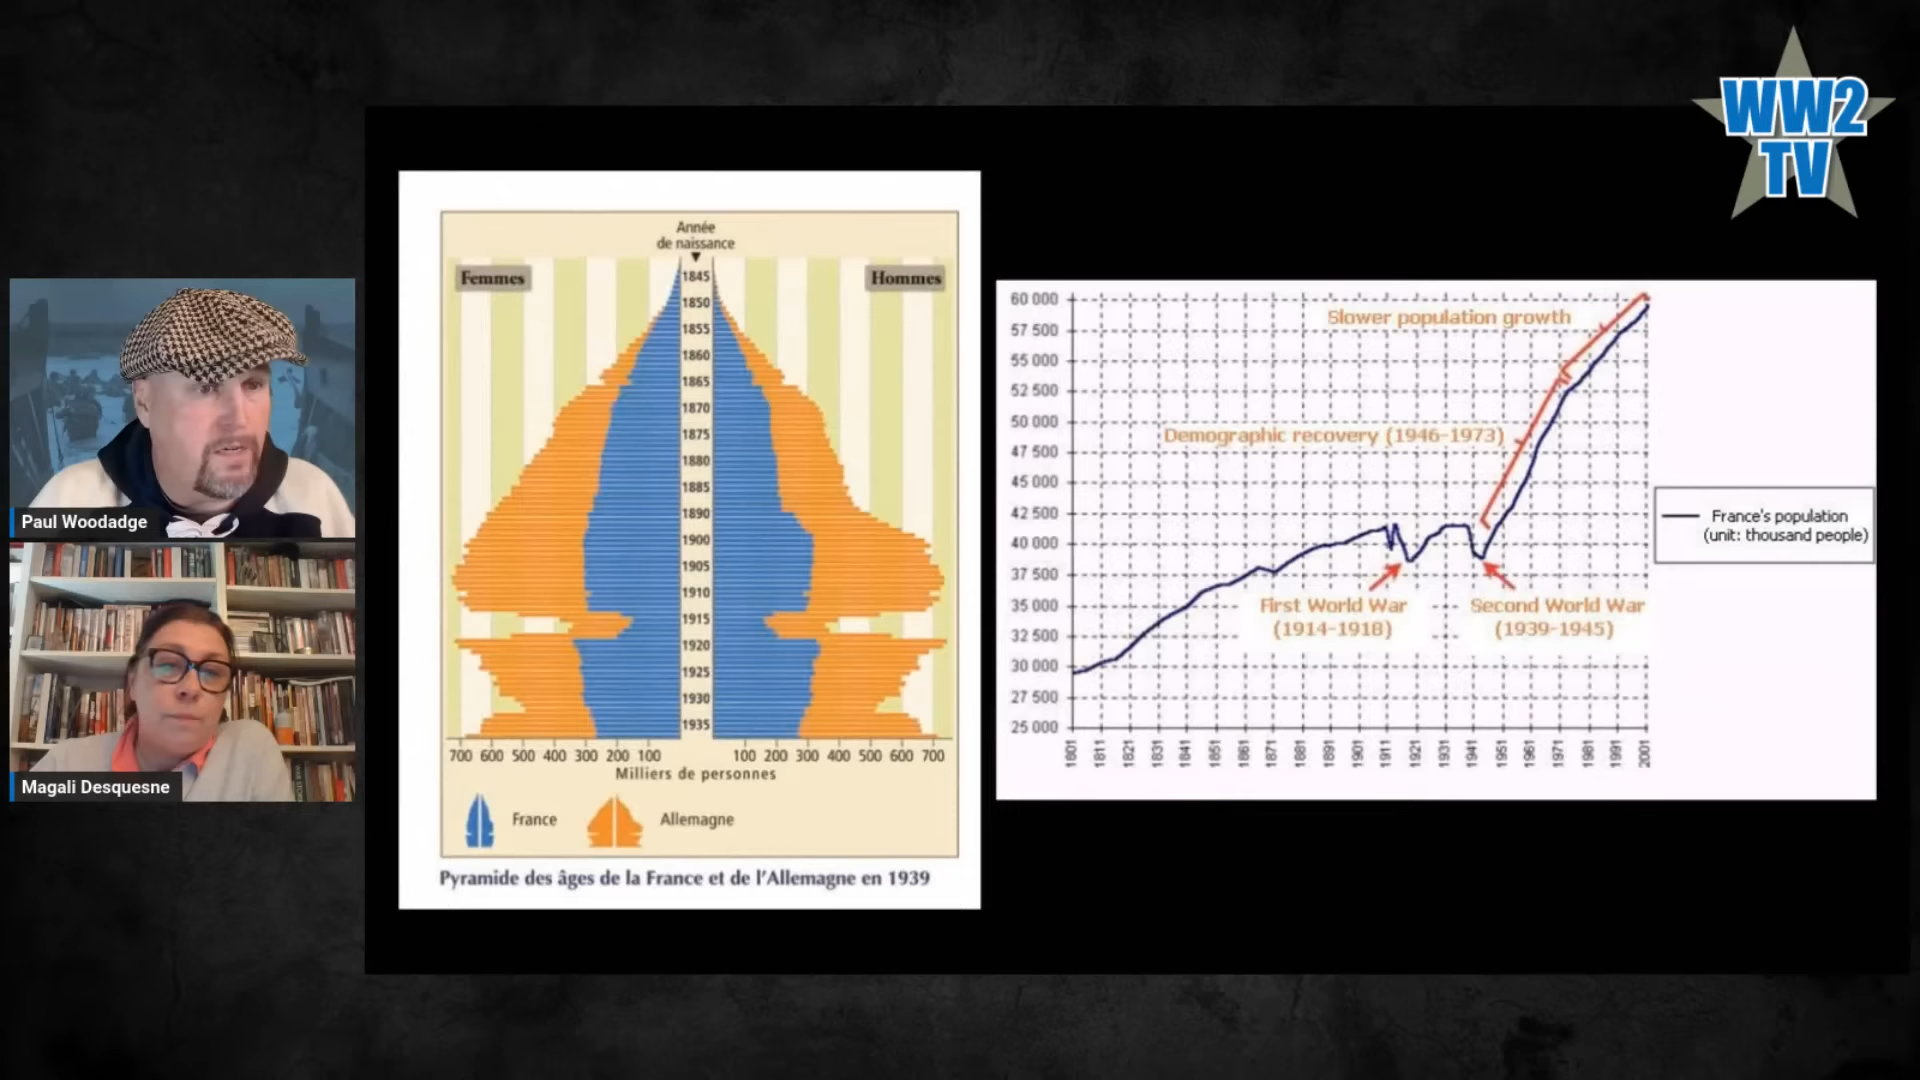 WW2
TV
Paul Woodadge
Magali Desquesne
Année
de naissance
Femmes
Hommes
1845
1850
1855
1860
1865
1870
1875
1880
1885
1890
1900
1905
1910
1915
1920
1925
1930
1935
700 600 500 400 300 200 100
100 200 300 400 500 600 700
Milliers de personnes
France
Allemagne
Pyramide des âges de la France et de l'Allemagne en 1939
60 000
57 500
55 000
52 500
50 000
47 500
45 000
42 500
40 000
37 500
35 000
32 500
30 000
27 500
25 000
Slower population growth
Demographic recovery (1946-1973)
First World War
(1914-1918)
Second World War
(1939-1945)
1801 1811 1821 1831 1841 1851 1861 1871 1881 1891 1901 1911 1921 1931 1941 1951 1961 1971 1981 1991 2001
France's population
(unit: thousand people)